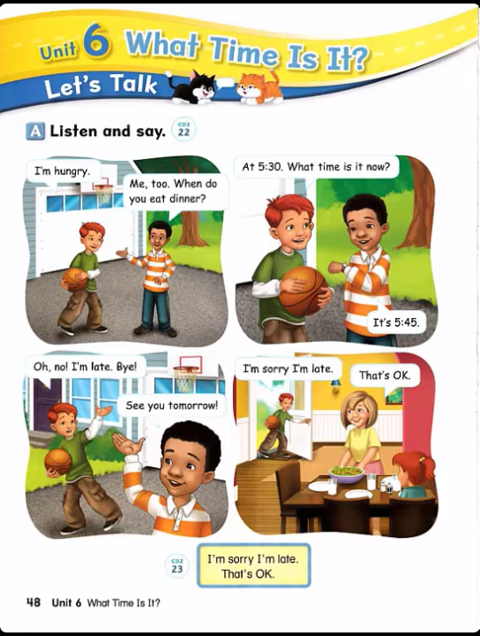 Unit 6 What Time Is It?
Let's Talk
A Listen and say. CD2
22
I'm hungry.
Me, too. When do
you eat dinner?
At 5:30. What time is it now?
It's 5:45.
Oh, no! I'm late. Bye!
See you tomorrow!
I'm sorry I'm late.
That's OK.
CD2
23
I'm sorry I'm late.
That's OK.
48 Unit 6 What Time Is It?